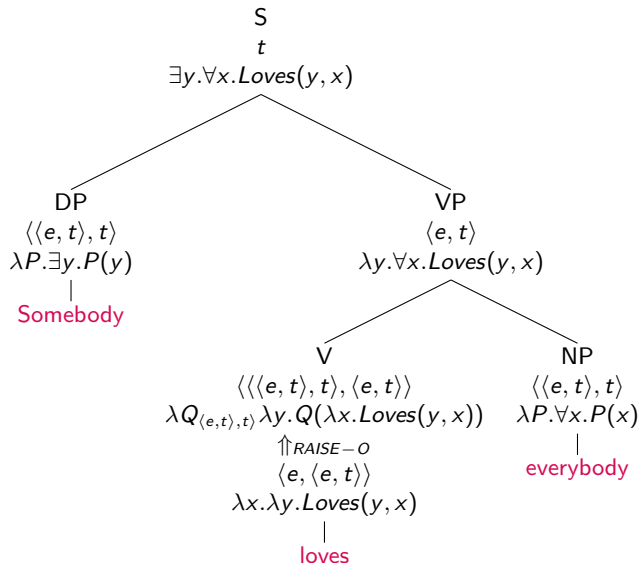 S
t
∃y.∀x.Loves(y, x)
DP
⟨⟨e, t⟩, t⟩
λP.∃y.P(y)
Somebody
VP
⟨e, t⟩
λy.∀x.Loves(y, x)
V
⟨⟨⟨e, t⟩, t⟩, ⟨e, t⟩⟩
λQ⟨e,t⟩,t⟩λy.Q(λx.Loves(y, x))
⇑RAISE−O
⟨e, ⟨e, t⟩⟩
λx.λy.Loves(y, x)
loves
NP
⟨⟨e, t⟩, t⟩
λP.∀x.P(x)
everybody